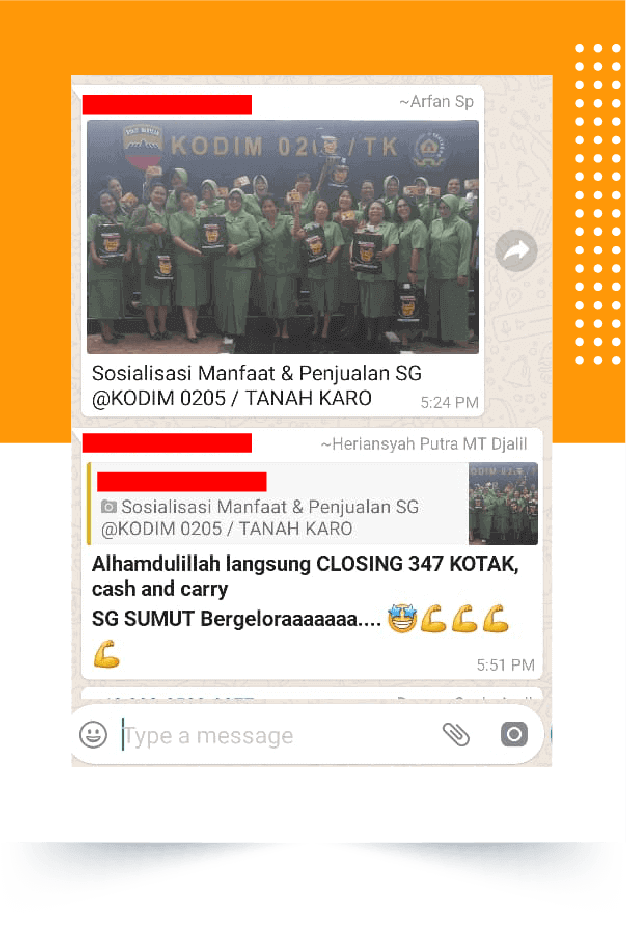 ~Arfan Sp
KODIM 020 / TK
Sosialisasi Manfaat & Penjualan SG
@KODIM 0205 / TANAH KARO
5:24 PM
~Heriansyah Putra MT Djalil
Sosialisasi Manfaat & Penjualan SG
@KODIM 0205 / TANAH KARO
Alhamdulillah langsung CLOSING 347 KOTAK,
cash and carry
SG SUMUT Bergeloraaaaaaa.... 🤩💪💪💪
💪
5:51 PM
Type a message